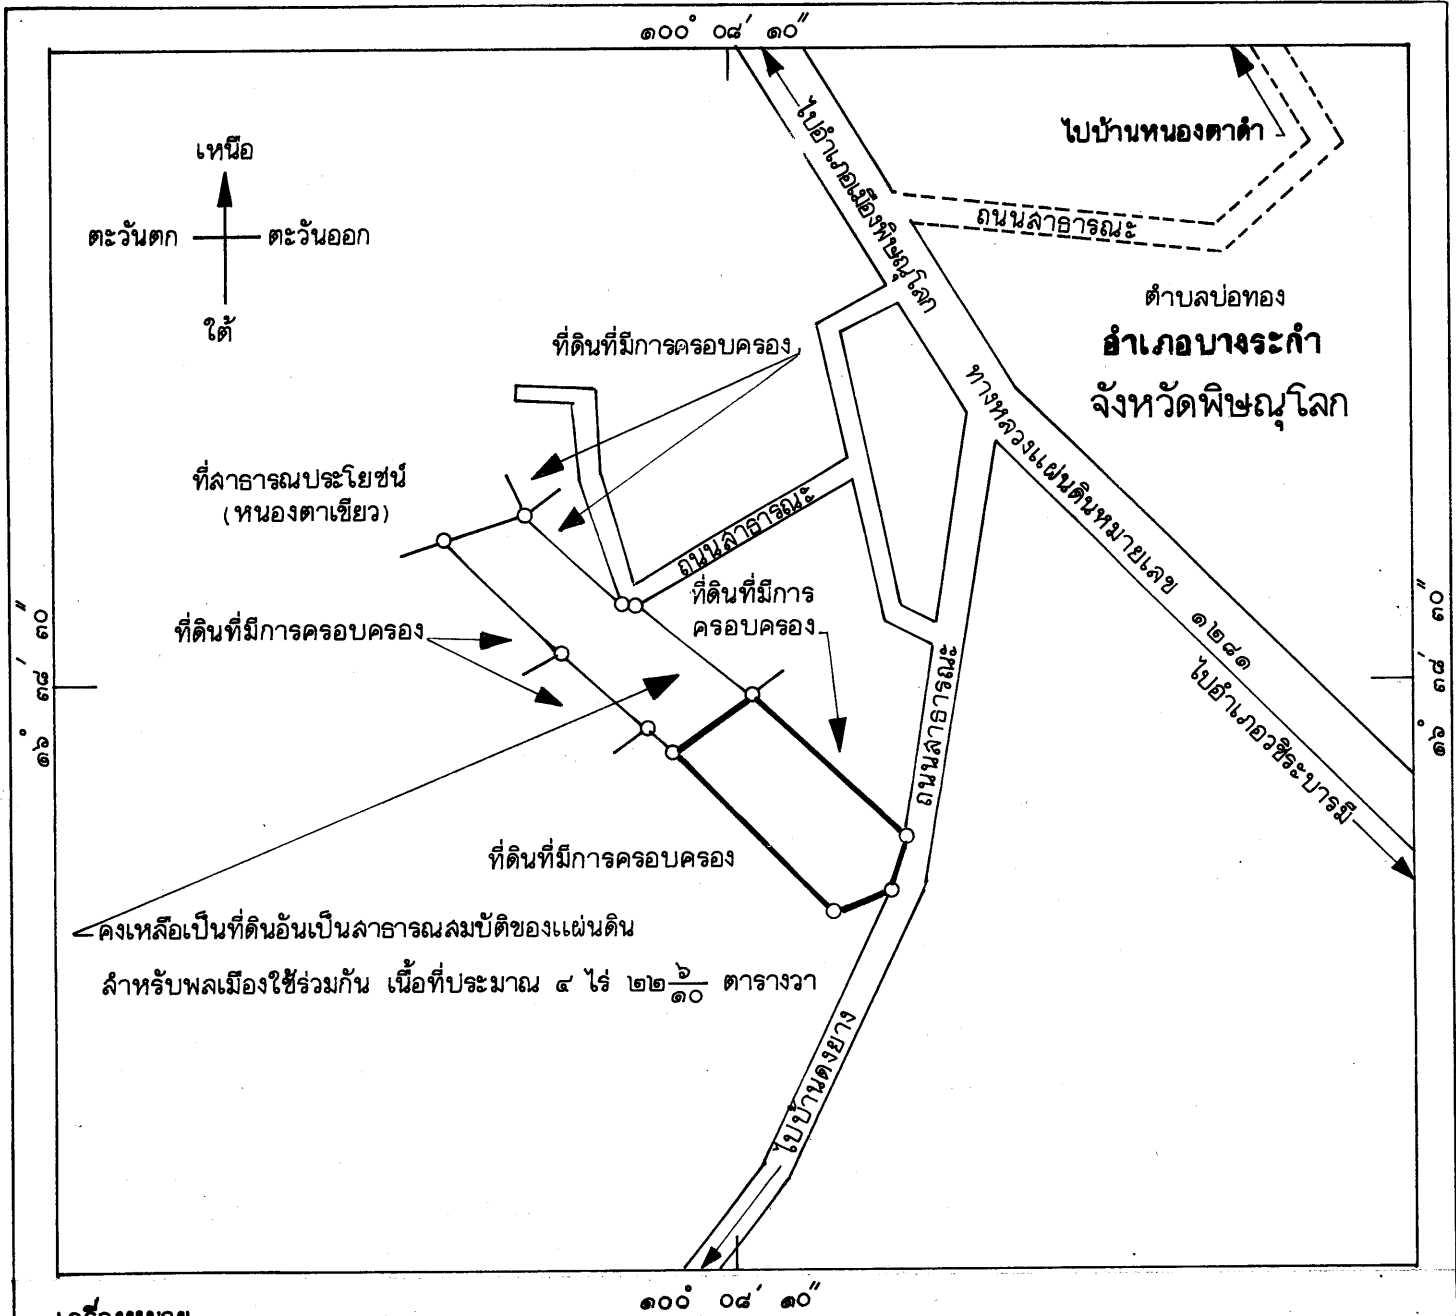 ๑๐๐° ๐๘′ ๑๐″
ไปบ้านหนองตาดำ
เหนือ
ตะวันตก
ตะวันออก
ใต้
ไปอำเภอเมืองพิษณุโลก
ถนนสาธารณะ
ตำบลบ่อทอง
อำเภอบางระกำ
จังหวัดพิษณุโลก
ที่ดินที่มีการครอบครอง
ทางหลวงแผ่นดินหมายเลข ๑๒๘๑
ที่สาธารณประโยชน์
(หนองตาเขียว)
ถนนสาธารณะ
ที่ดินที่มีการ
ครอบครอง
ที่ดินที่มีการครอบครอง
๑๖° ๓๘′ ๓๐″
๑๖° ๓๘′ ๓๐″
ไปอำเภอวชิระบารมี
ถนนสาธารณะ
ที่ดินที่มีการครอบครอง
คงเหลือเป็นที่ดินอันเป็นสาธารณสมบัติของแผ่นดิน
สำหรับพลเมืองใช้ร่วมกัน เนื้อที่ประมาณ ๔ ไร่ ๒๒ ๖/๑๐ ตารางวา
ไปบ้านดงยาง
๑๐๐° ๐๘′ ๑๐″
เครื่องหมาย